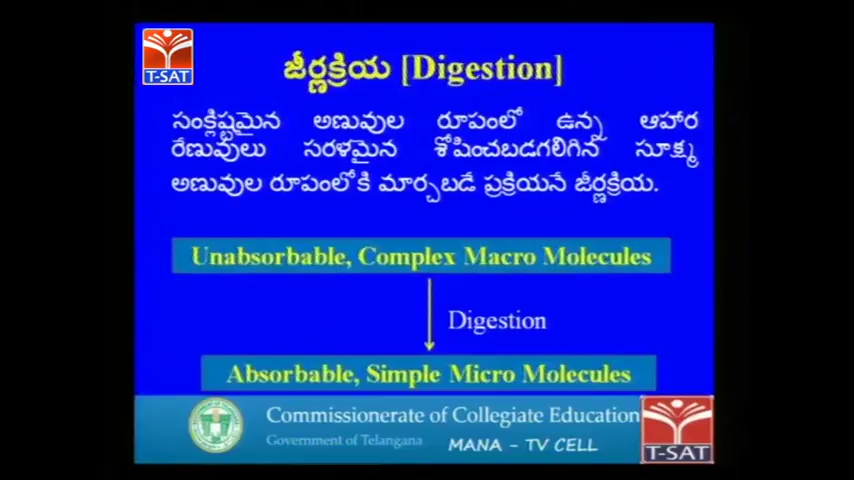 T-SAT
జీర్ణక్రియ [Digestion]
సంక్లిష్టమైన అణువుల రూపంలో ఉన్న ఆహార
రేణువులు సరళమైన శోషించబడగలిగిన సూక్ష్మ
అణువుల రూపంలోకి మార్చబడే ప్రక్రియనే జీర్ణక్రియ.
Unabsorbable, Complex Macro Molecules
Digestion
Absorbable, Simple Micro Molecules
Commissionerate of Collegiate Education
Government of Telangana MANA - TV CELL
T-SAT